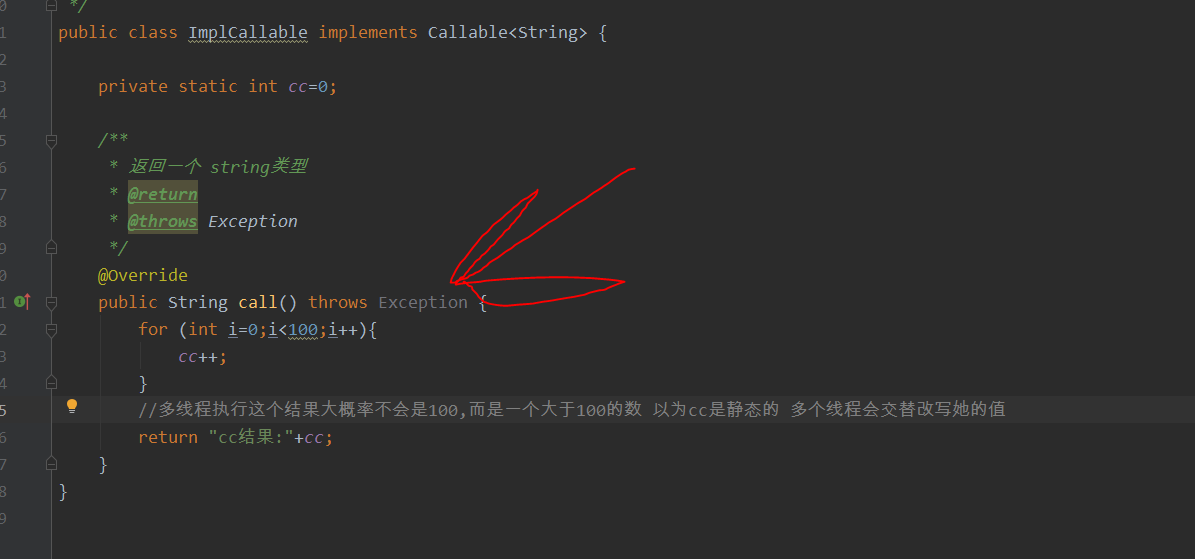 0 */
1 public class ImplCallable implements Callable<String> {
2
3 private static int cc=0;
4
5 /**
6 * 返回一个 string类型
7 * @return
8 * @throws Exception
9 */
0 @Override
1 public String call() throws Exception {
2 for (int i=0;i<100;i++){
3 cc++;
4 }
5 //多线程执行这个结果大概率不会是100,而是一个大于100的数 以为cc是静态的 多个线程会交替改写她的值
6 return "cc结果:"+cc;
7 }
8 }
9